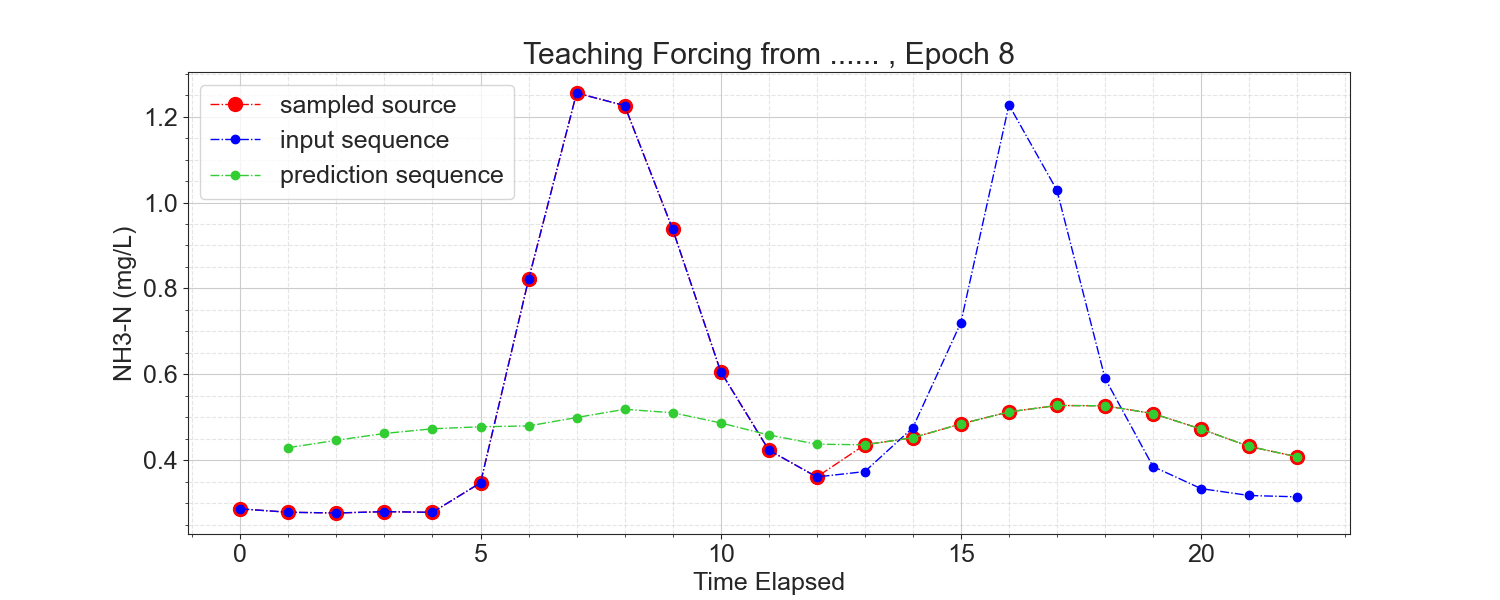 Teaching Forcing from ...... , Epoch 8
sampled source
input sequence
prediction sequence
NH3-N (mg/L)
1.2
1.0
0.8
0.6
0.4
0 5 10 15 20
Time Elapsed